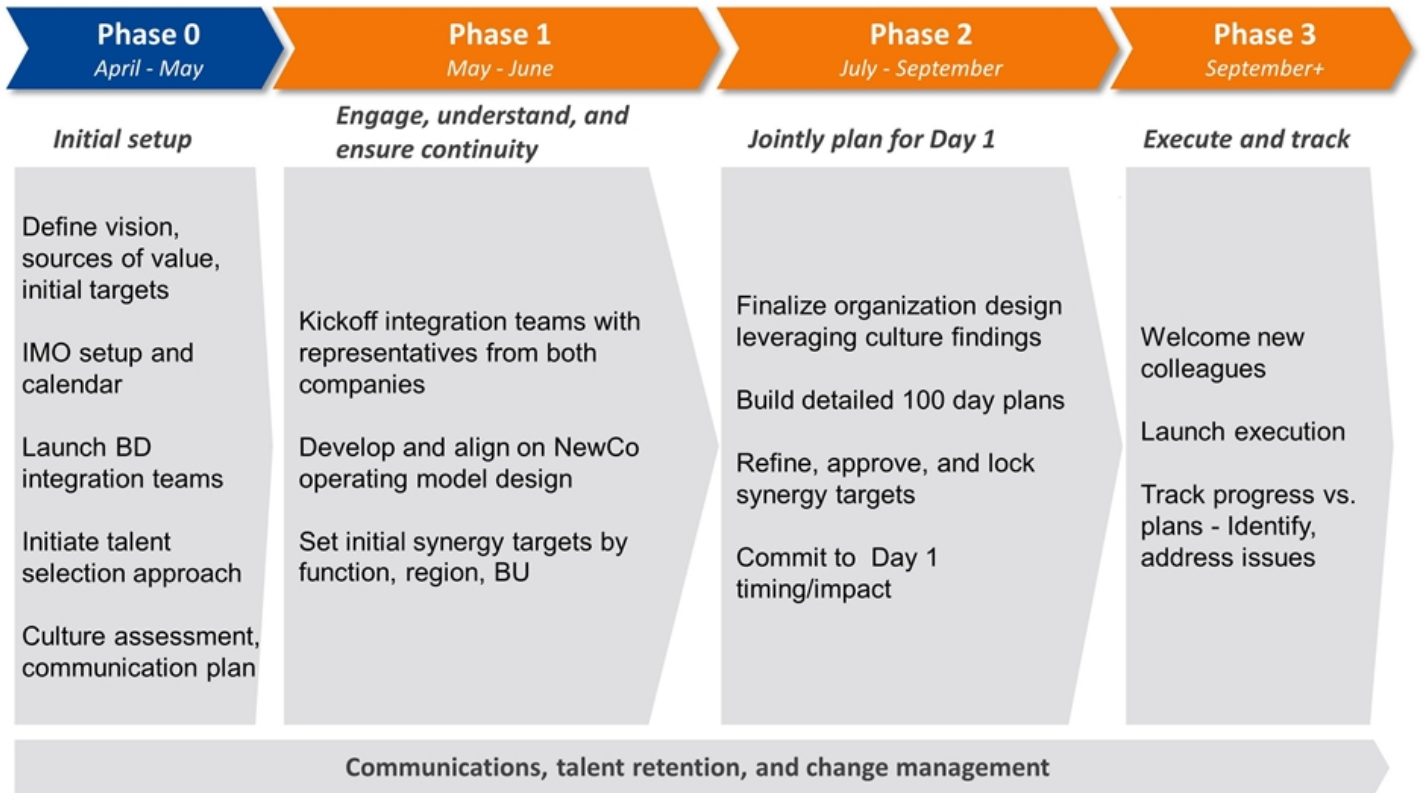 Phase 0
April - May
Phase 1
May - June
Phase 2
July - September
Phase 3
September+
Initial setup
Engage, understand, and
ensure continuity
Jointly plan for Day 1
Execute and track
Define vision,
sources of value,
initial targets
IMO setup and
calendar
Launch BD
integration teams
Initiate talent
selection approach
Culture assessment,
communication plan
Kickoff integration teams with
representatives from both
companies
Develop and align on NewCo
operating model design
Set initial synergy targets by
function, region, BU
Finalize organization design
leveraging culture findings
Build detailed 100 day plans
Refine, approve, and lock
synergy targets
Commit to  Day 1
timing/impact
Welcome new
colleagues
Launch execution
Track progress vs.
plans - Identify,
address issues
Communications, talent retention, and change management